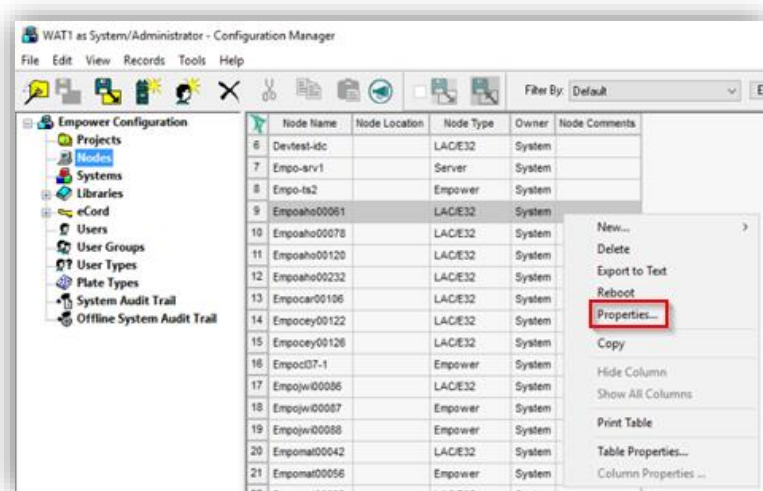 WAT1 as System/Administrator - Configuration Manager
File Edit View Records Tools Help
Filter By: Default
Empower Configuration
Projects
Nodes
Systems
Libraries
eCord
Users
User Groups
User Types
Plate Types
System Audit Trail
Offline System Audit Trail
Node Name Node Location Node Type Owner Node Comments
6 Devtest-idc LAC/E32 System
7 Empo-srv1 Server System
8 Empo-ts2 Empower System
9 Empoaho00061 LAC/E32 System
10 Empoaho00078 LAC/E32 System
11 Empoaho00120 LAC/E32 System
12 Empoaho00232 LAC/E32 System
13 Empocar00106 LAC/E32 System
14 Empocey00122 LAC/E32 System
15 Empocey00126 LAC/E32 System
16 Empocl37-1 Empower System
17 Empojwi00086 LAC/E32 System
18 Empojwi00087 Empower System
19 Empojwi00088 Empower System
20 Empomat00042 LAC/E32 System
21 Empomat00056 Empower System
New...
Delete
Export to Text
Reboot
Properties...
Copy
Hide Column
Show All Columns
Print Table
Table Properties...
Column Properties ...